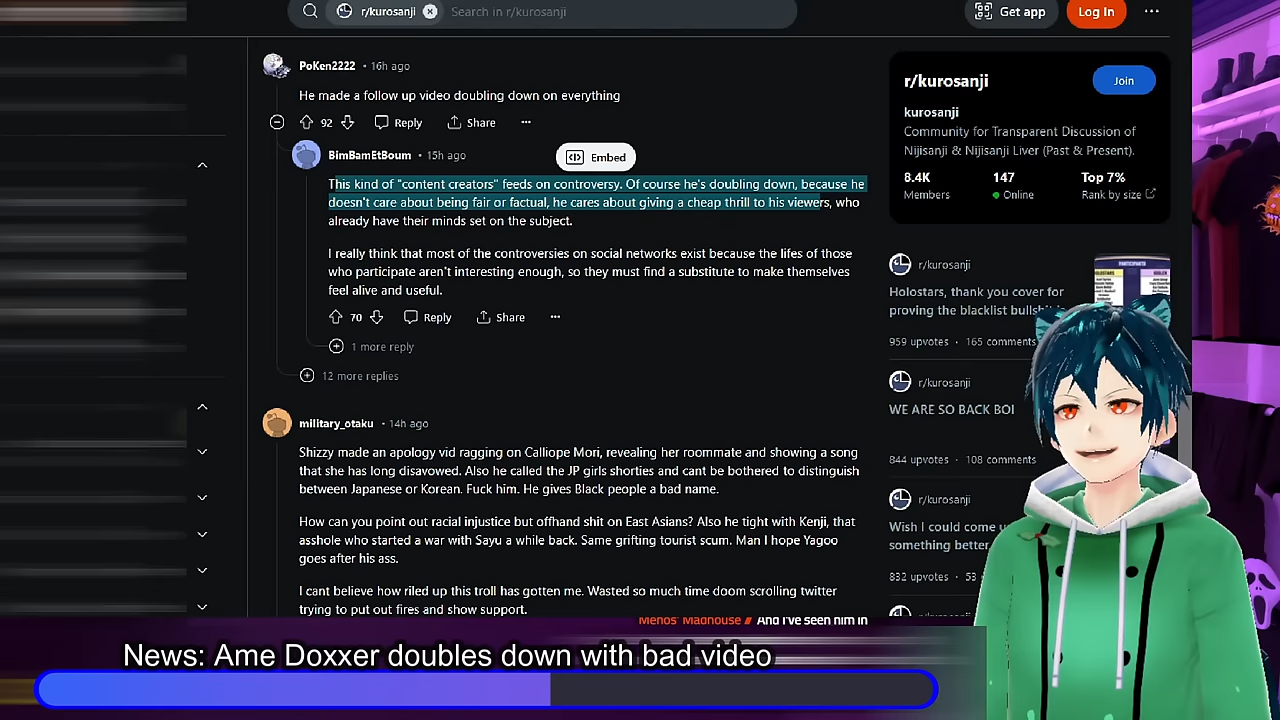 r/kurosanji
Search in r/kurosanji
Get app
Log In
PoKen2222 • 16h ago
He made a follow up video doubling down on everything
92
Reply
Share
BimBamEtBoum • 15h ago
Embed
This kind of "content creators" feeds on controversy. Of course he's doubling down, because he
doesn't care about being fair or factual, he cares about giving a cheap thrill to his viewers, who
already have their minds set on the subject.
I really think that most of the controversies on social networks exist because the lifes of those
who participate aren't interesting enough, so they must find a substitute to make themselves
feel alive and useful.
70
Reply
Share
1 more reply
12 more replies
military_otaku • 14h ago
Shizzy made an apology vid ragging on Calliope Mori, revealing her roommate and showing a song
that she has long disavowed. Also he called the JP girls shorties and cant be bothered to distinguish
between Japanese or Korean. Fuck him. He gives Black people a bad name.
How can you point out racial injustice but offhand shit on East Asians? Also he tight with Kenji, that
asshole who started a war with Sayu a while back. Same grifting tourist scum. Man I hope Yagoo
goes after his ass.
I cant believe how riled up this troll has gotten me. Wasted so much time doom scrolling twitter
trying to put out fires and show support.
r/kurosanji
Join
kurosanji
Community for Transparent Discussion of
Nijisanji & Nijisanji Liver (Past & Present).
8.4K
147
Top 7%
Members
Online
Rank by size
r/kurosanji
Holostars, thank you cover for
proving the blacklist bullsh
959 upvotes • 165 comments
r/kurosanji
WE ARE SO BACK BOI
844 upvotes • 108 comments
r/kurosanji
Wish I could come u
something better
832 upvotes • 53
Menos' Madhouse // And I've seen him in
News: Ame Doxxer doubles down with bad video